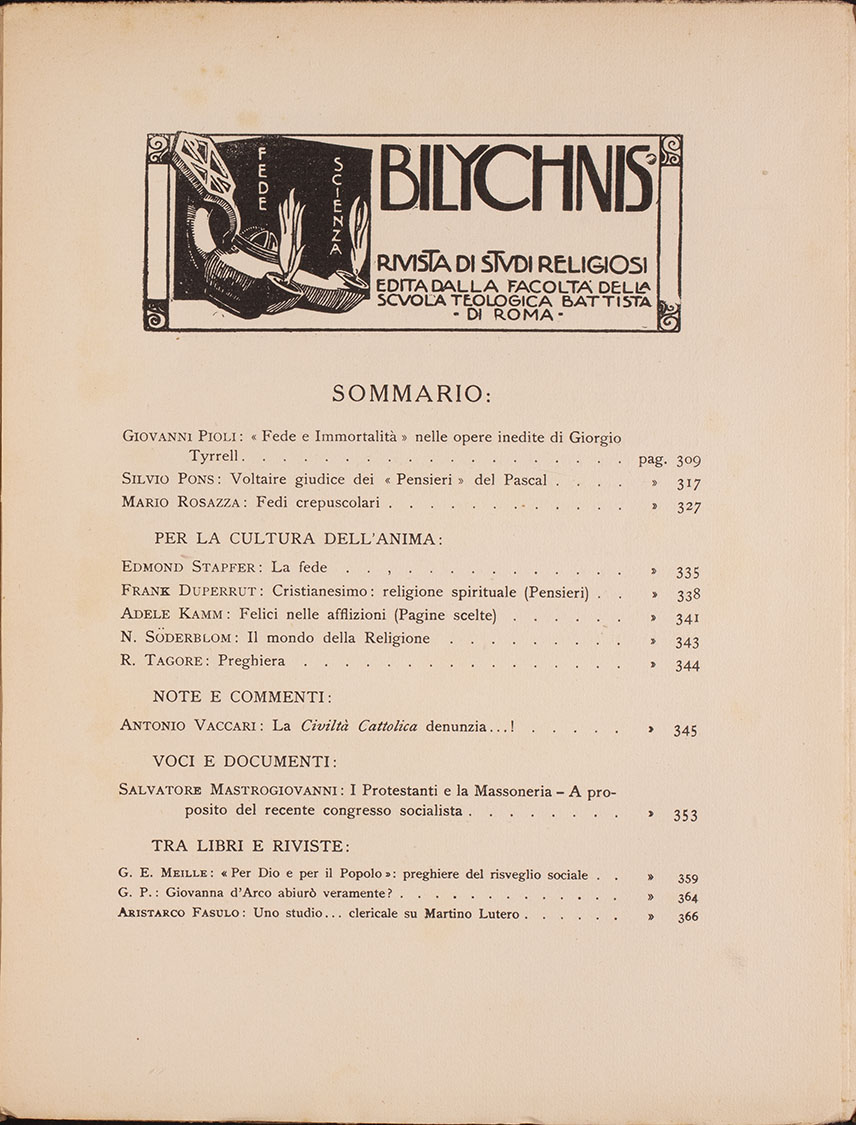 FEDE
SCIENZA
BILYCHNIS
RIVISTA DI STVDI RELIGIOSI
EDITA DALLA FACOLTA DELLA
SCVOLA TEOLOGICA BATTISTA
- DI ROMA -
SOMMARIO:
GIOVANNI PIOLI: « Fede e Immortalità » nelle opere inedite di Giorgio
Tyrrell . . . . . . . . . . . . . . . . . . . pag. 309
SILVIO PONS: Voltaire giudice dei « Pensieri » del Pascal . . . . » 317
MARIO ROSAZZA: Fedi crepuscolari . . . . . . . . . . . . » 327
PER LA CULTURA DELL'ANIMA:
EDMOND STAPFER: La fede . . , . . . . . . . . . . . . » 335
FRANK DUPERRUT: Cristianesimo: religione spirituale (Pensieri) . . » 338
ADELE KAMM: Felici nelle afflizioni (Pagine scelte) . . . . . . » 341
N. SÖDERBLOM: Il mondo della Religione . . . . . . . . . » 343
R. TAGORE: Preghiera . . . . . . . . . . . . . . . . » 344
NOTE E COMMENTI:
ANTONIO VACCARI: La Civiltà Cattolica denunzia...! . . . . . » 345
VOCI E DOCUMENTI:
SALVATORE MASTROGIOVANNI: I Protestanti e la Massoneria – A pro-
posito del recente congresso socialista . . . . . . . . » 353
TRA LIBRI E RIVISTE:
G. E. MEILLE: « Per Dio e per il Popolo »: preghiere del risveglio sociale . . » 359
G. P.: Giovanna d'Arco abiurò veramente? . . . . . . . . . . . . » 364
ARISTARCO FASULO: Uno studio... clericale su Martino Lutero . . . . . . » 366